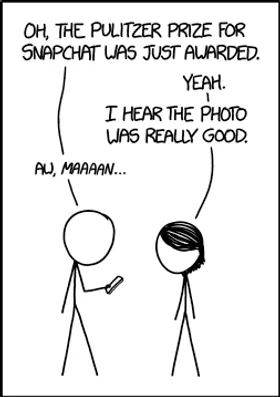 OH, THE PULITZER PRIZE FOR
SNAPCHAT WAS JUST AWARDED.
YEAH.
I HEAR THE PHOTO
WAS REALLY GOOD.
AW, MAAAAN...